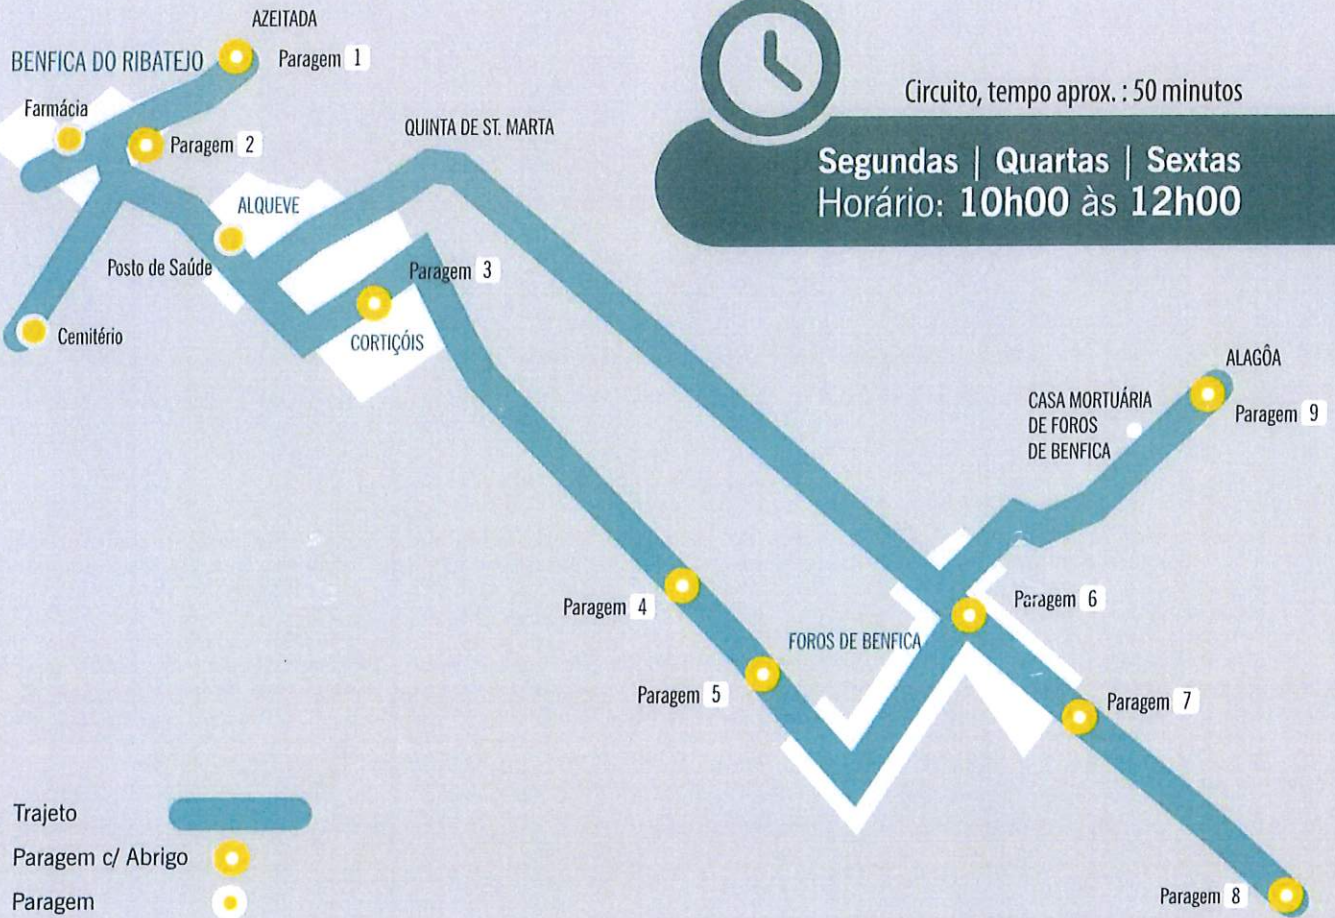 AZEITADA
BENFICA DO RIBATEJO
Paragem 1
Farmácia
Paragem 2
QUINTA DE ST. MARTA
Circuito, tempo aprox. : 50 minutos
Segundas | Quartas | Sextas
Horário: 10h00 às 12h00
ALQUEVE
Posto de Saúde
Paragem 3
Cemitério
CORTIÇÓIS
ALAGÔA
CASA MORTUÁRIA
DE FOROS
DE BENFICA
Paragem 9
Paragem 4
Paragem 6
FOROS DE BENFICA
Paragem 5
Paragem 7
Trajeto
Paragem c/ Abrigo
Paragem
Paragem 8